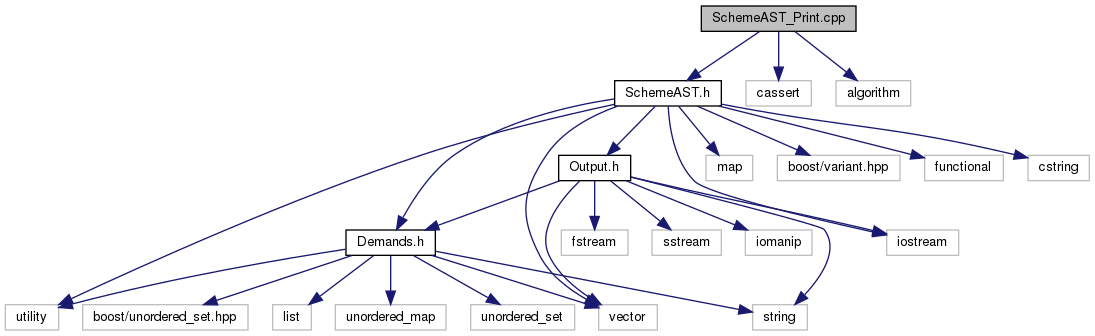 SchemeAST_Print.cpp
SchemeAST.h
cassert
algorithm
Output.h
map
boost/variant.hpp
functional
cstring
Demands.h
fstream
sstream
iomanip
iostream
utility
boost/unordered_set.hpp
list
unordered_map
unordered_set
vector
string